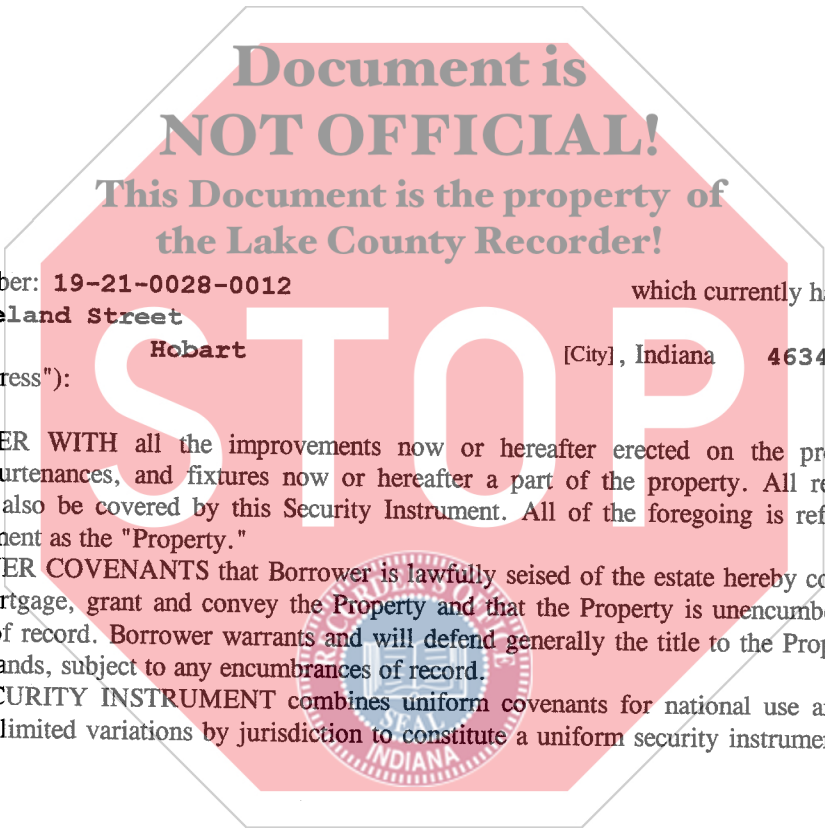 Document is
NOT OFFICIAL!
This Document is the property of
the Lake County Recorder!
ber: 19-21-0028-0012 which currently ha
eland Street
Hobart [City], Indiana 4634
ress"):
STOP
ER WITH all the improvements now or hereafter erected on the pro
urtenances, and fixtures now or hereafter a part of the property. All re
also be covered by this Security Instrument. All of the foregoing is ref
ment as the "Property."
ER COVENANTS that Borrower is lawfully seised of the estate hereby co
rtgage, grant and convey the Property and that the Property is unencumbe
of record. Borrower warrants and will defend generally the title to the Prop
ands, subject to any encumbrances of record.
CURITY INSTRUMENT combines uniform covenants for national use an
limited variations by jurisdiction to constitute a uniform security instrumen
RECORDER'S OFFICE
SEAL
INDIANA